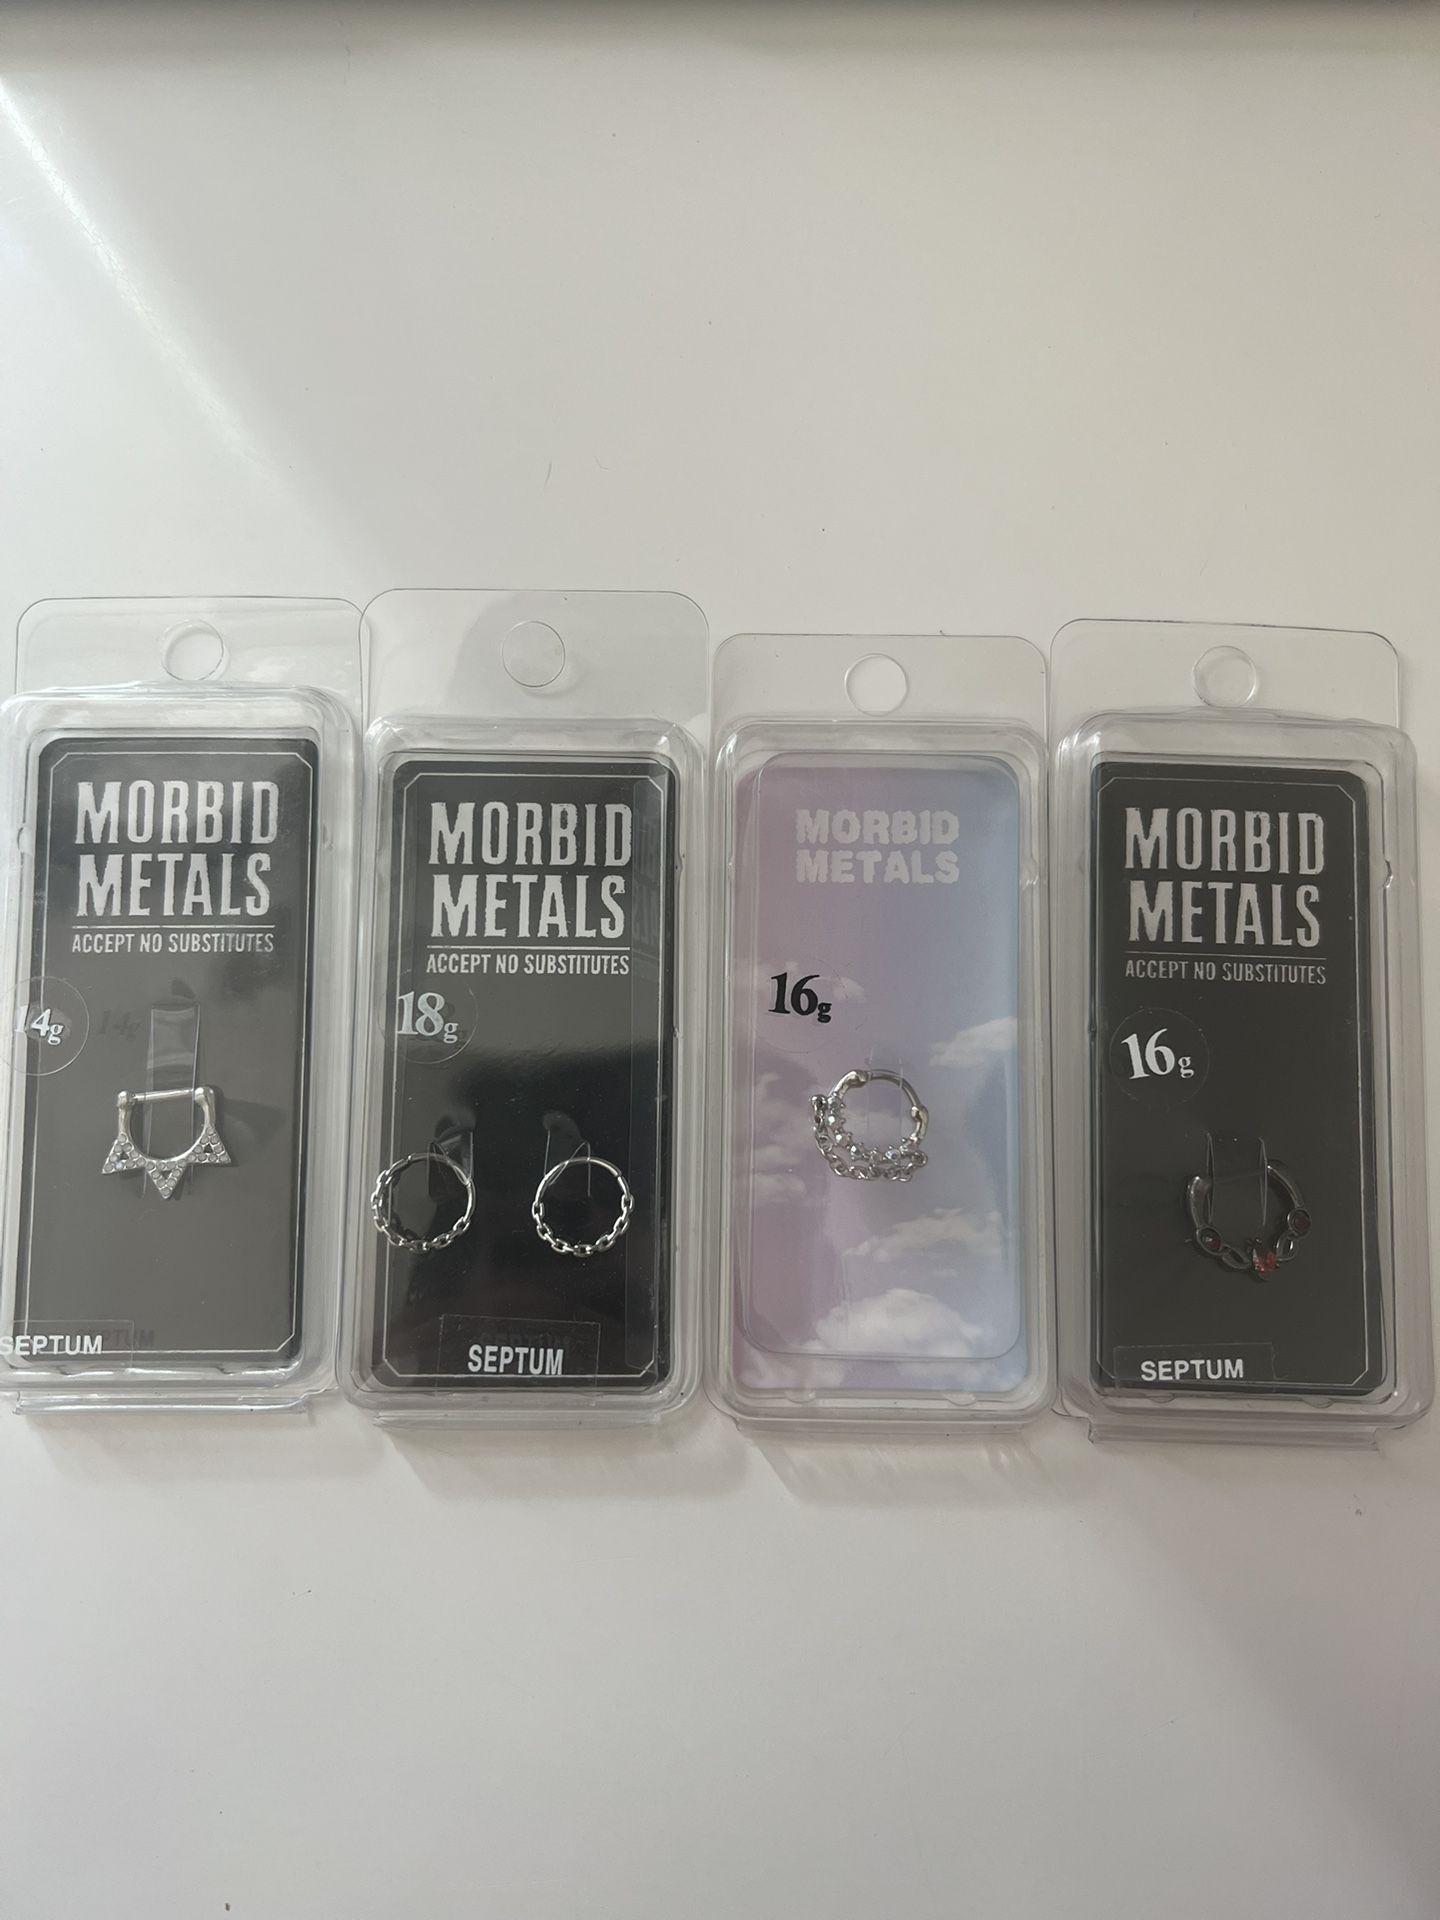 MORBID
METALS
ACCEPT NO SUBSTITUTES
14g
SEPTUM
MORBID
METALS
ACCEPT NO SUBSTITUTES
18g
SEPTUM
MORBID
METALS
16g
MORBID
METALS
ACCEPT NO SUBSTITUTES
16g
SEPTUM